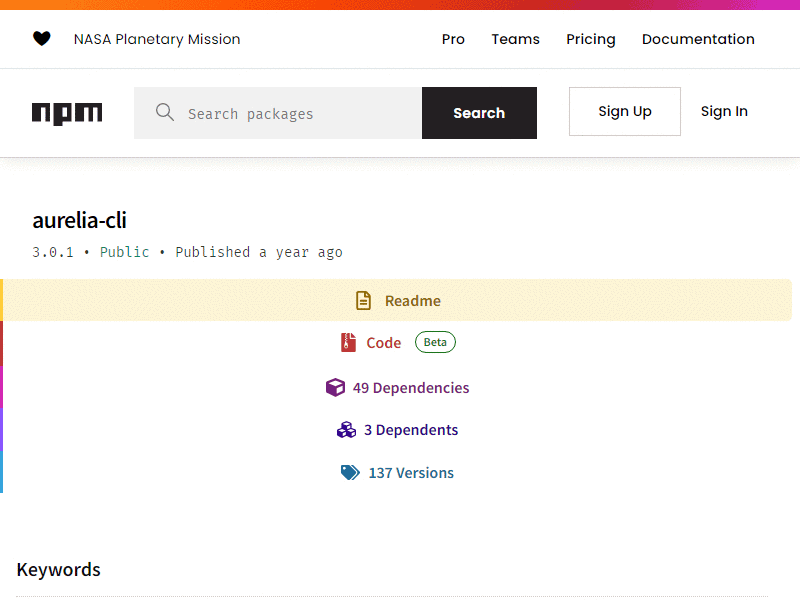 NASA Planetary Mission
Pro Teams Pricing Documentation
npm
Search packages
Search
Sign Up
Sign In
aurelia-cli
3.0.1 • Public • Published a year ago
Readme
Code Beta
49 Dependencies
3 Dependents
137 Versions
Keywords